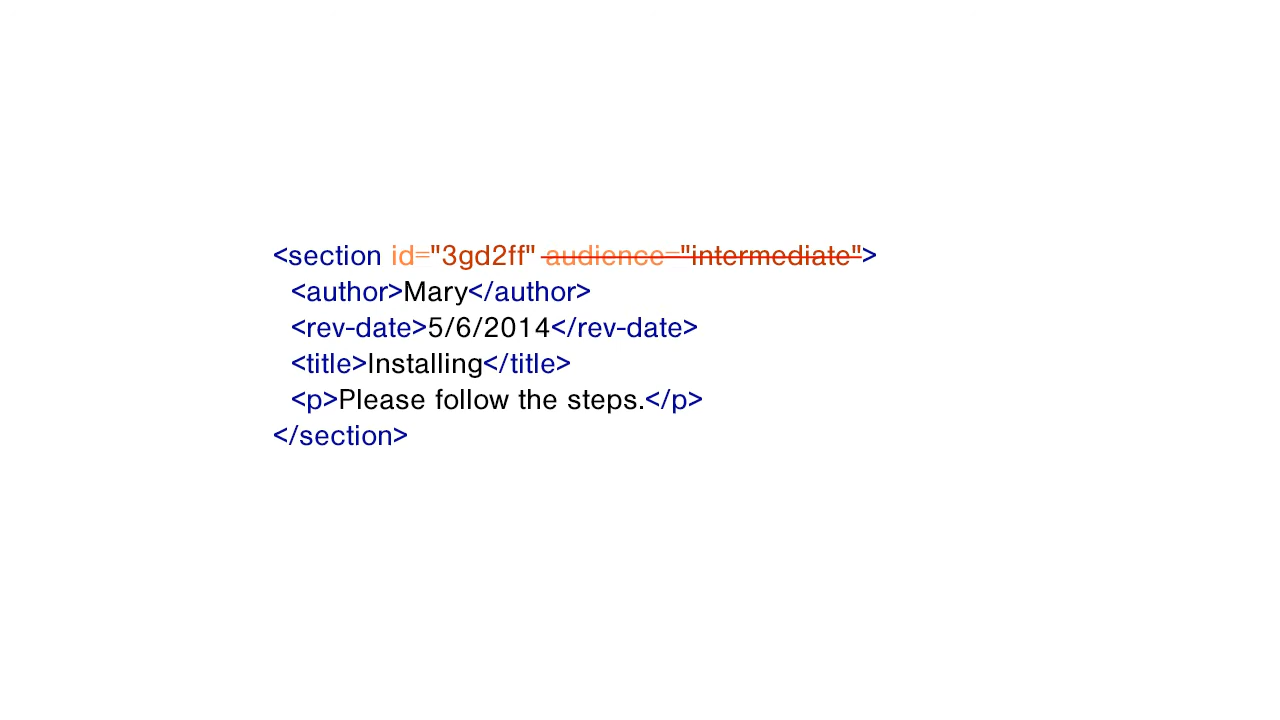 <section id="3gd2ff" audience="intermediate">
<author>Mary</author>
<rev-date>5/6/2014</rev-date>
<title>Installing</title>
<p>Please follow the steps.</p>
</section>